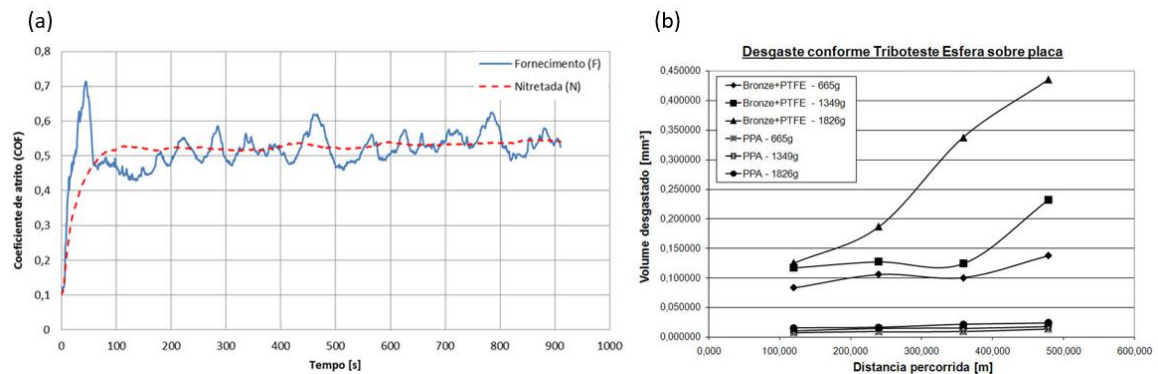 (a)
0,8
0,7
0,6
0,5
0,4
0,3
0,2
0,1
0
Coeficiente de atrito (COF)
Fornecimento (F)
Nitretada (N)
0 100 200 300 400 500 600 700 800 900 1000
Tempo [s]
(b)
Desgaste conforme Triboteste Esfera sobre placa
0,450000
0,400000
0,350000
0,300000
0,250000
0,200000
0,150000
0,100000
0,050000
0,000000
Volume desgastado [mm³]
Bronze+PTFE - 665g
Bronze+PTFE - 1349g
Bronze+PTFE - 1826g
PPA - 665g
PPA - 1349g
PPA - 1826g
0,000 100,000 200,000 300,000 400,000 500,000 600,000
Distancia percorrida [m]